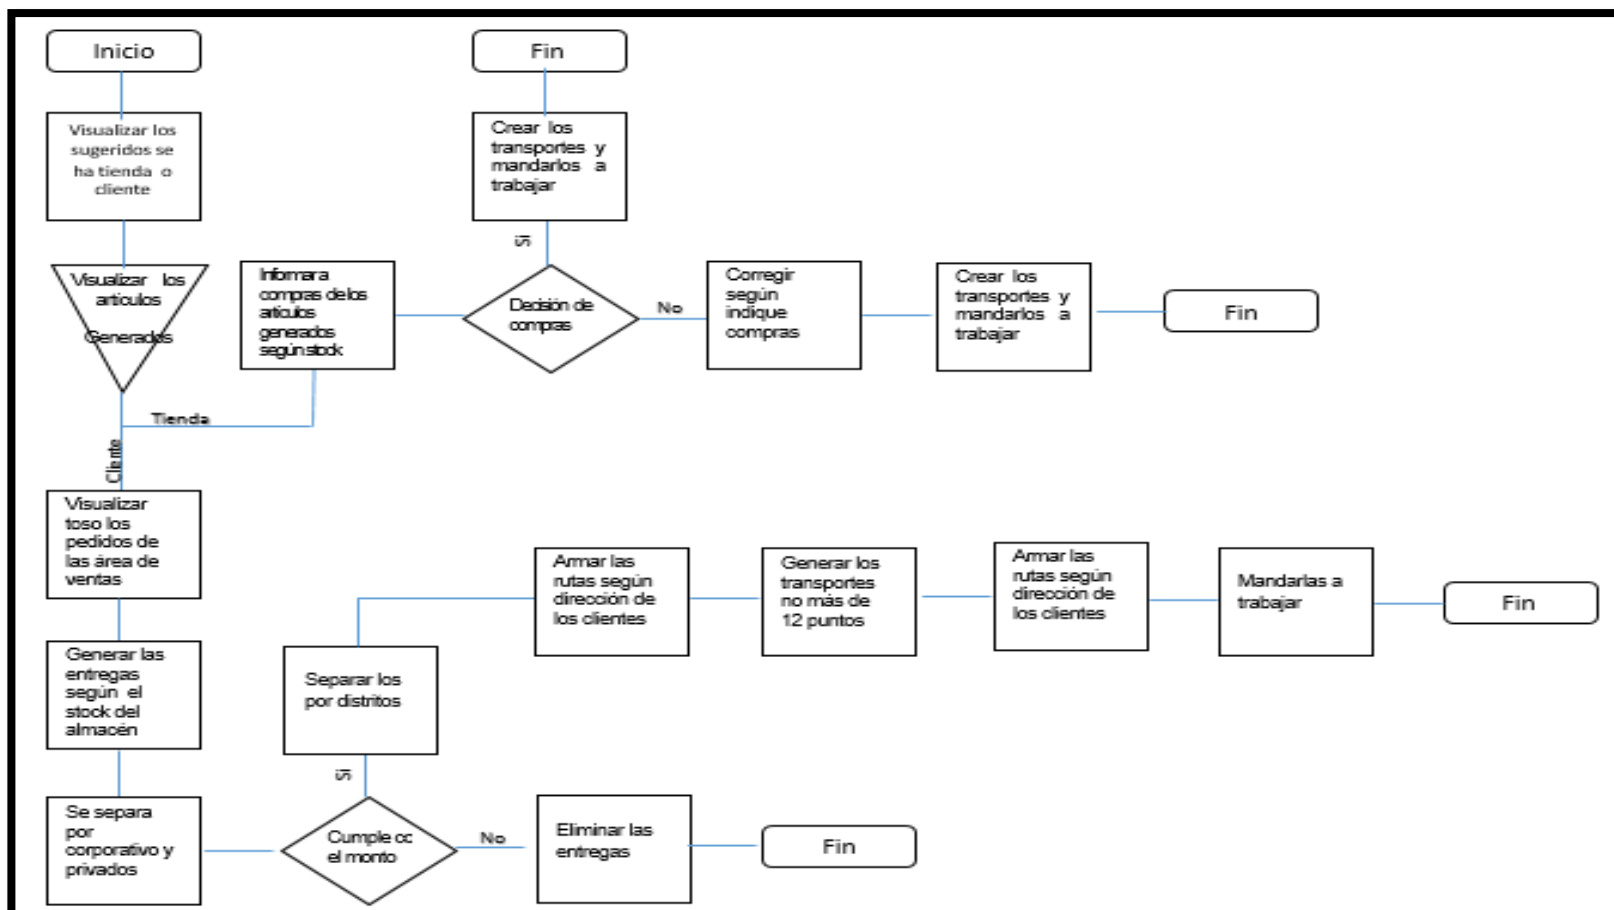 Inicio
Visualizar los
sugeridos se
ha tienda o
cliente
Visualizar los
artículos
Generados
Tienda
Cliente
Informar a
compras de los
artículos
generados
según stock
Decisión de
compras
Si
Crear los
transportes y
mandarlos a
trabajar
Fin
No
Corregir
según
indique
compras
Crear los
transportes y
mandarlos a
trabajar
Fin
Visualizar
toso los
pedidos de
las área de
ventas
Generar las
entregas
según el
stock del
almacén
Se separa
por
corporativo y
privados
Cumple cc
el monto
Si
Separar los
por distritos
Armar las
rutas según
dirección de
los clientes
Generar los
transportes
no más de
12 puntos
Armar las
rutas según
dirección de
los clientes
Mandarlas a
trabajar
Fin
No
Eliminar las
entregas
Fin